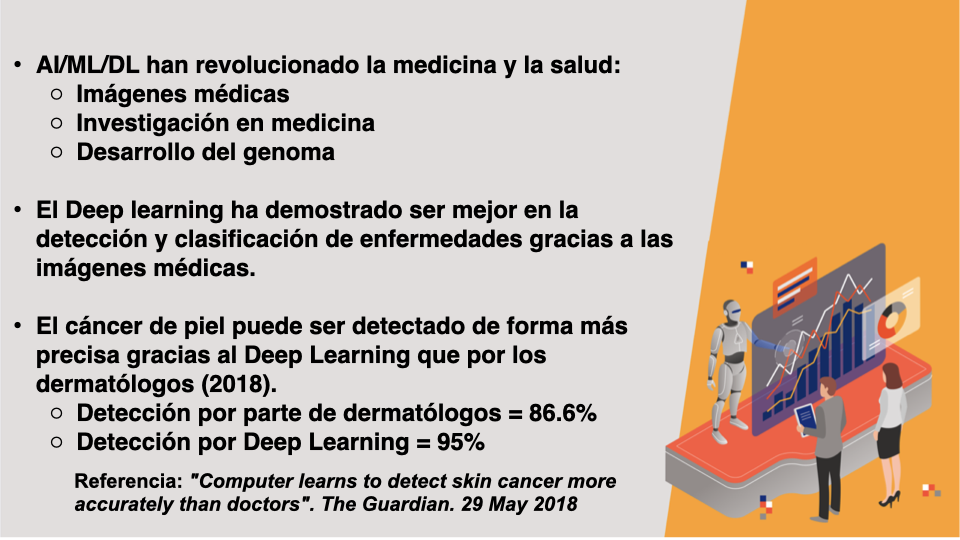 • AI/ML/DL han revolucionado la medicina y la salud:
○ Imágenes médicas
○ Investigación en medicina
○ Desarrollo del genoma
• El Deep learning ha demostrado ser mejor en la
detección y clasificación de enfermedades gracias a las
imágenes médicas.
• El cáncer de piel puede ser detectado de forma más
precisa gracias al Deep Learning que por los
dermatólogos (2018).
○ Detección por parte de dermatólogos = 86.6%
○ Detección por Deep Learning = 95%
Referencia: "Computer learns to detect skin cancer more
accurately than doctors". The Guardian. 29 May 2018